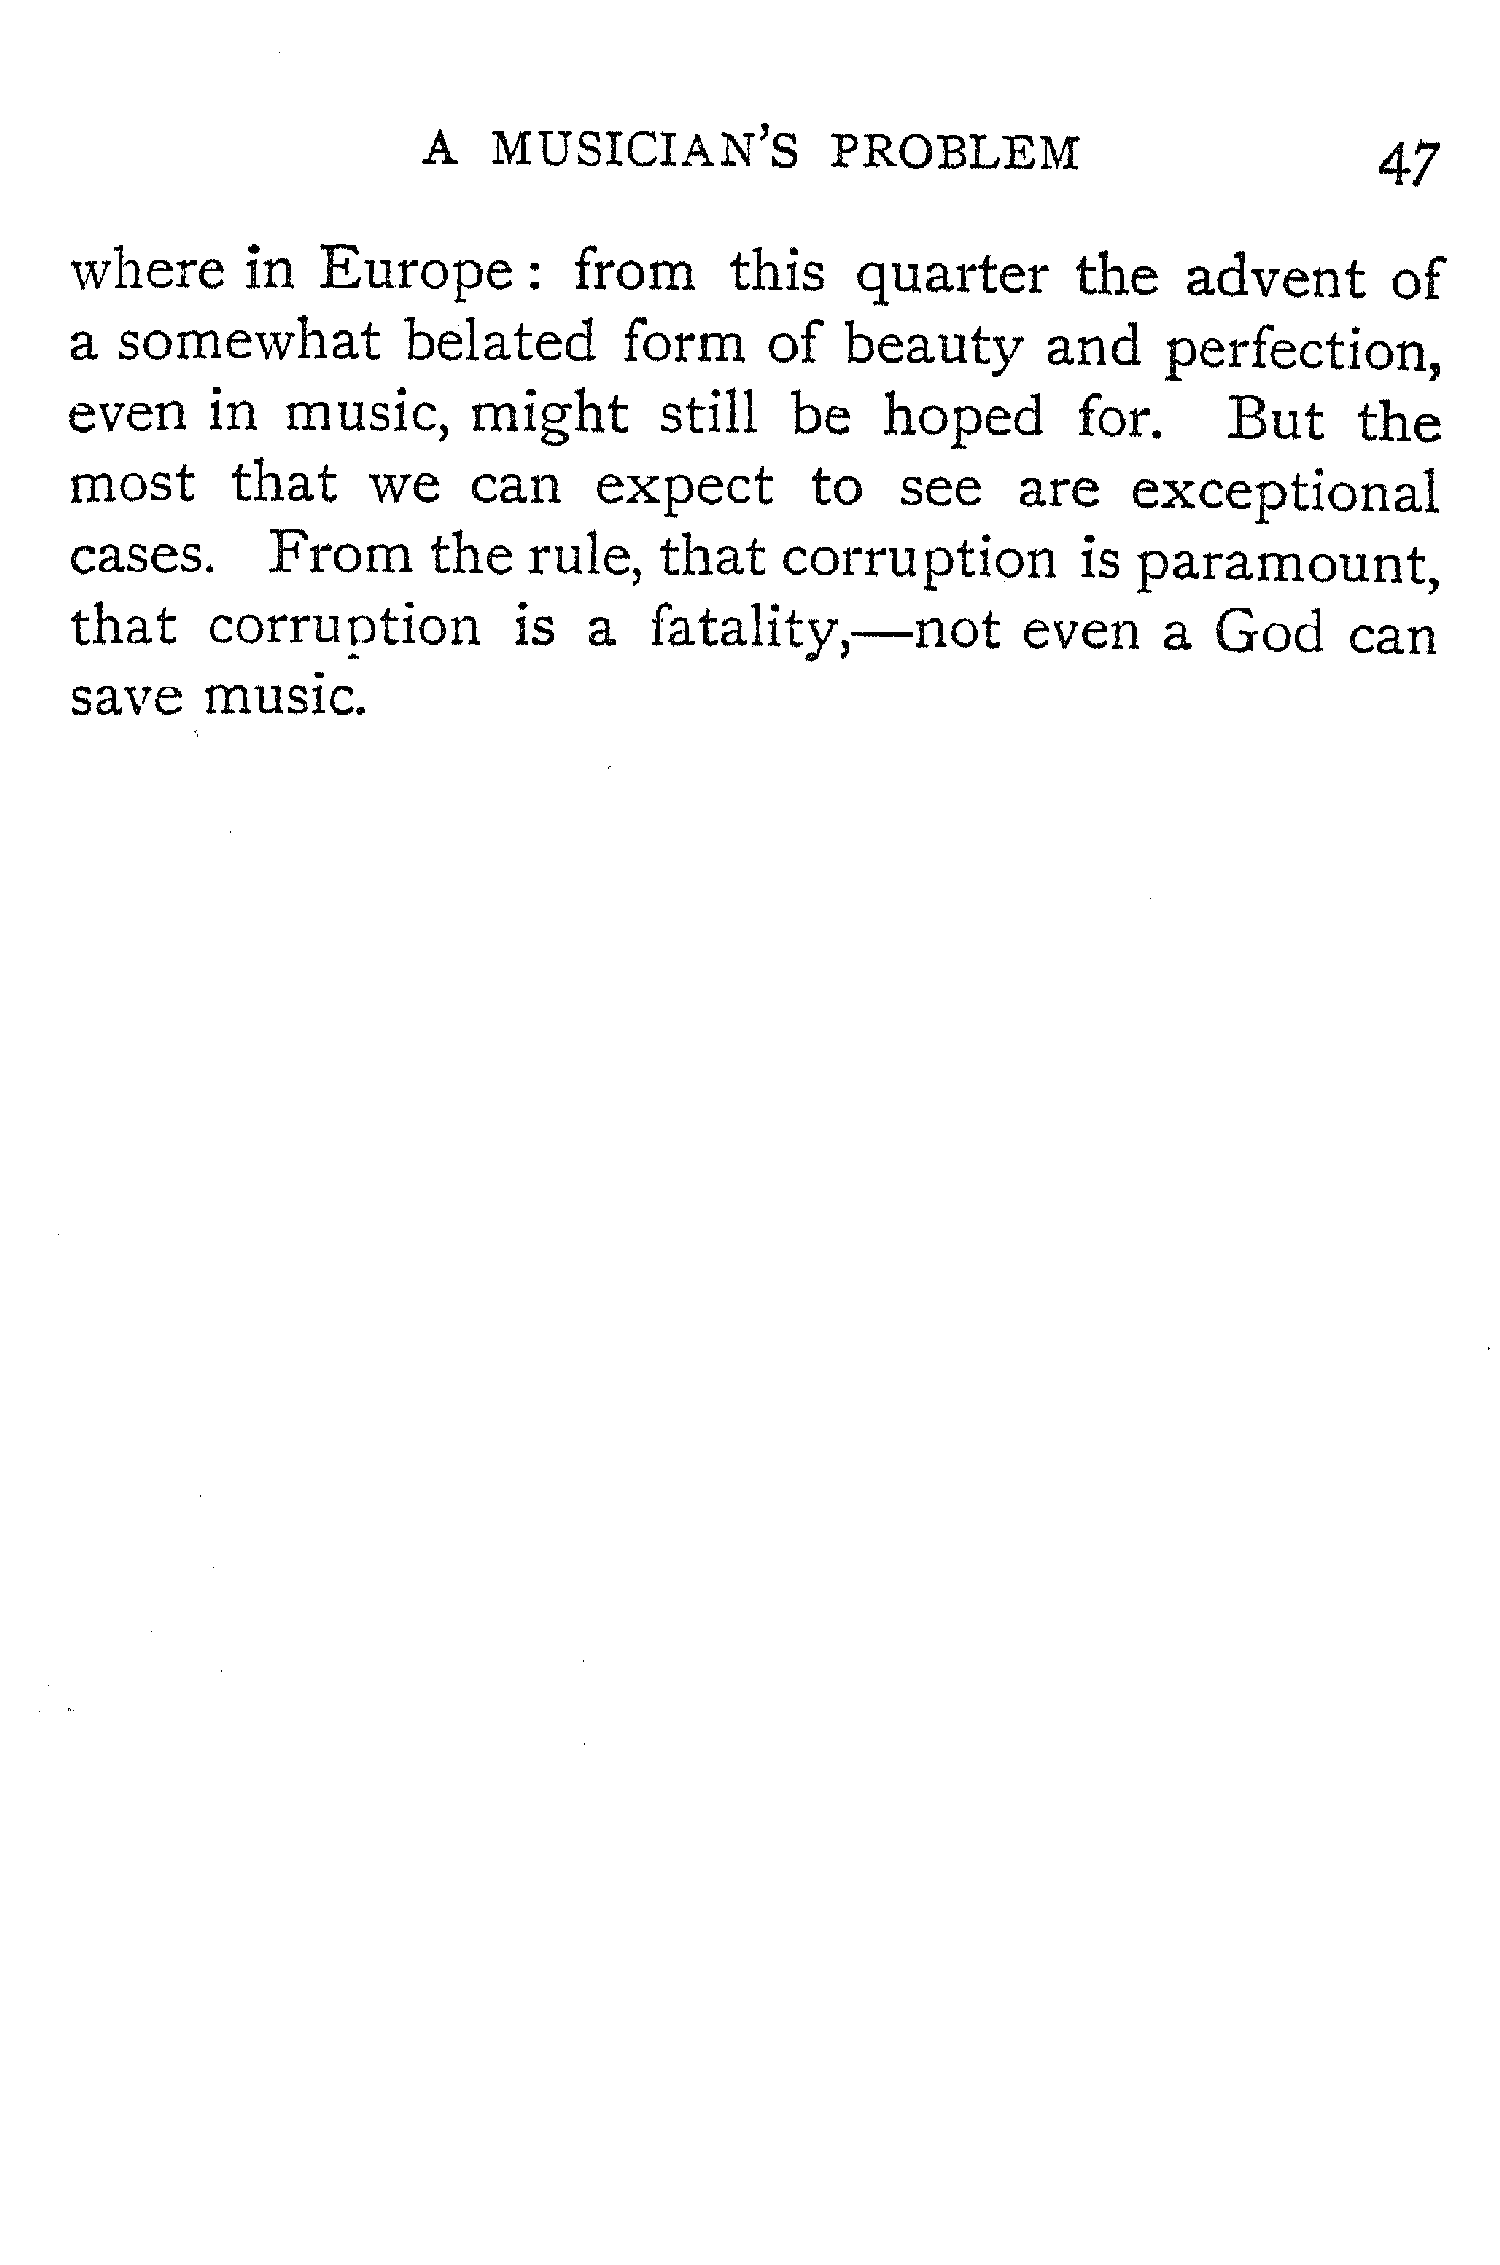 A MUSICIAN'S PROBLEM 47
where in Europe : from this quarter the advent of
a somewhat belated form of beauty and perfection,
even in music, might still be hoped for. But the
most that we can expect to see are exceptional
cases. From the rule, that corruption is paramount,
that corruption is a fatality,—not even a God can
save music.